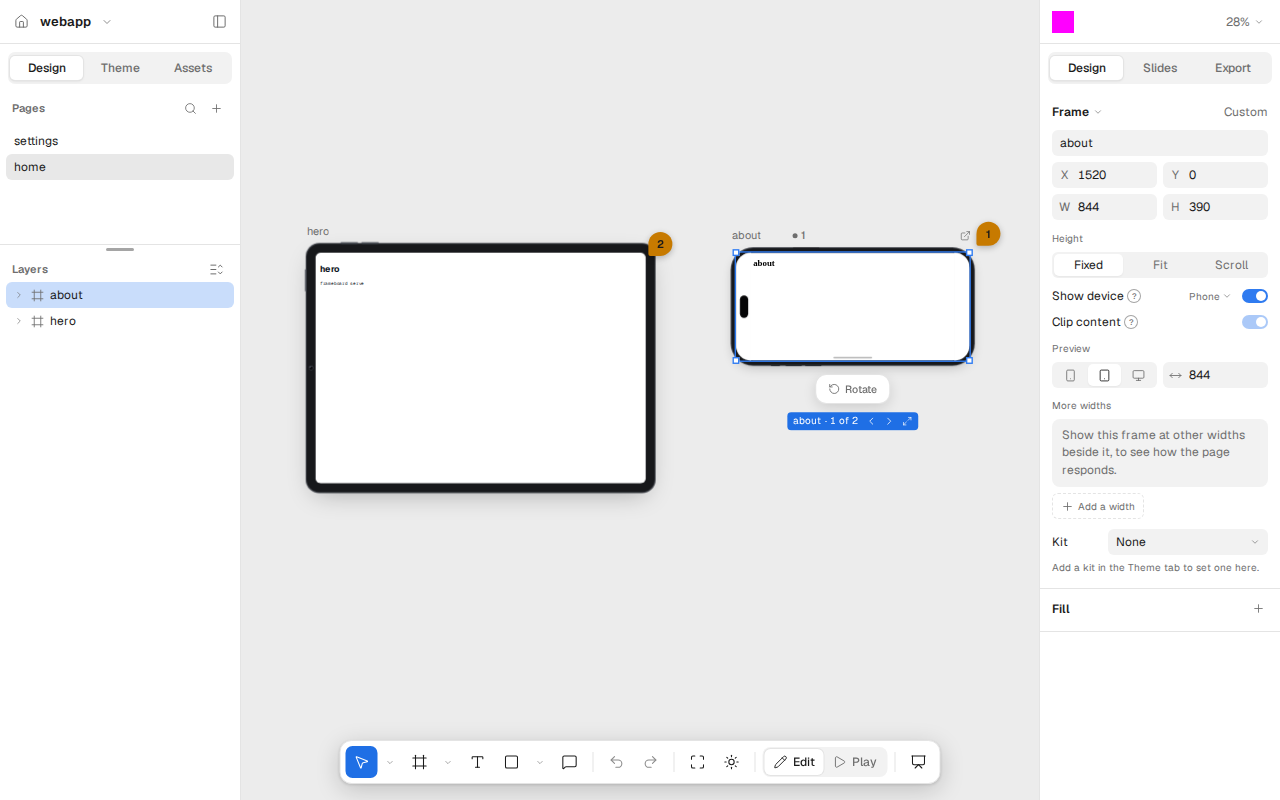 webapp
Design Theme Assets
Pages
settings
home
Layers
about
hero
hero
2
hero
frameboard serve
about 1
1
about
Rotate
about · 1 of 2
Edit Play
28%
Design Slides Export
Frame Custom
about
X 1520 Y 0
W 844 H 390
Height
Fixed Fit Scroll
Show device ? Phone
Clip content ?
Preview
844
More widths
Show this frame at other widths
beside it, to see how the page
responds.
Add a width
Kit None
Add a kit in the Theme tab to set one here.
Fill